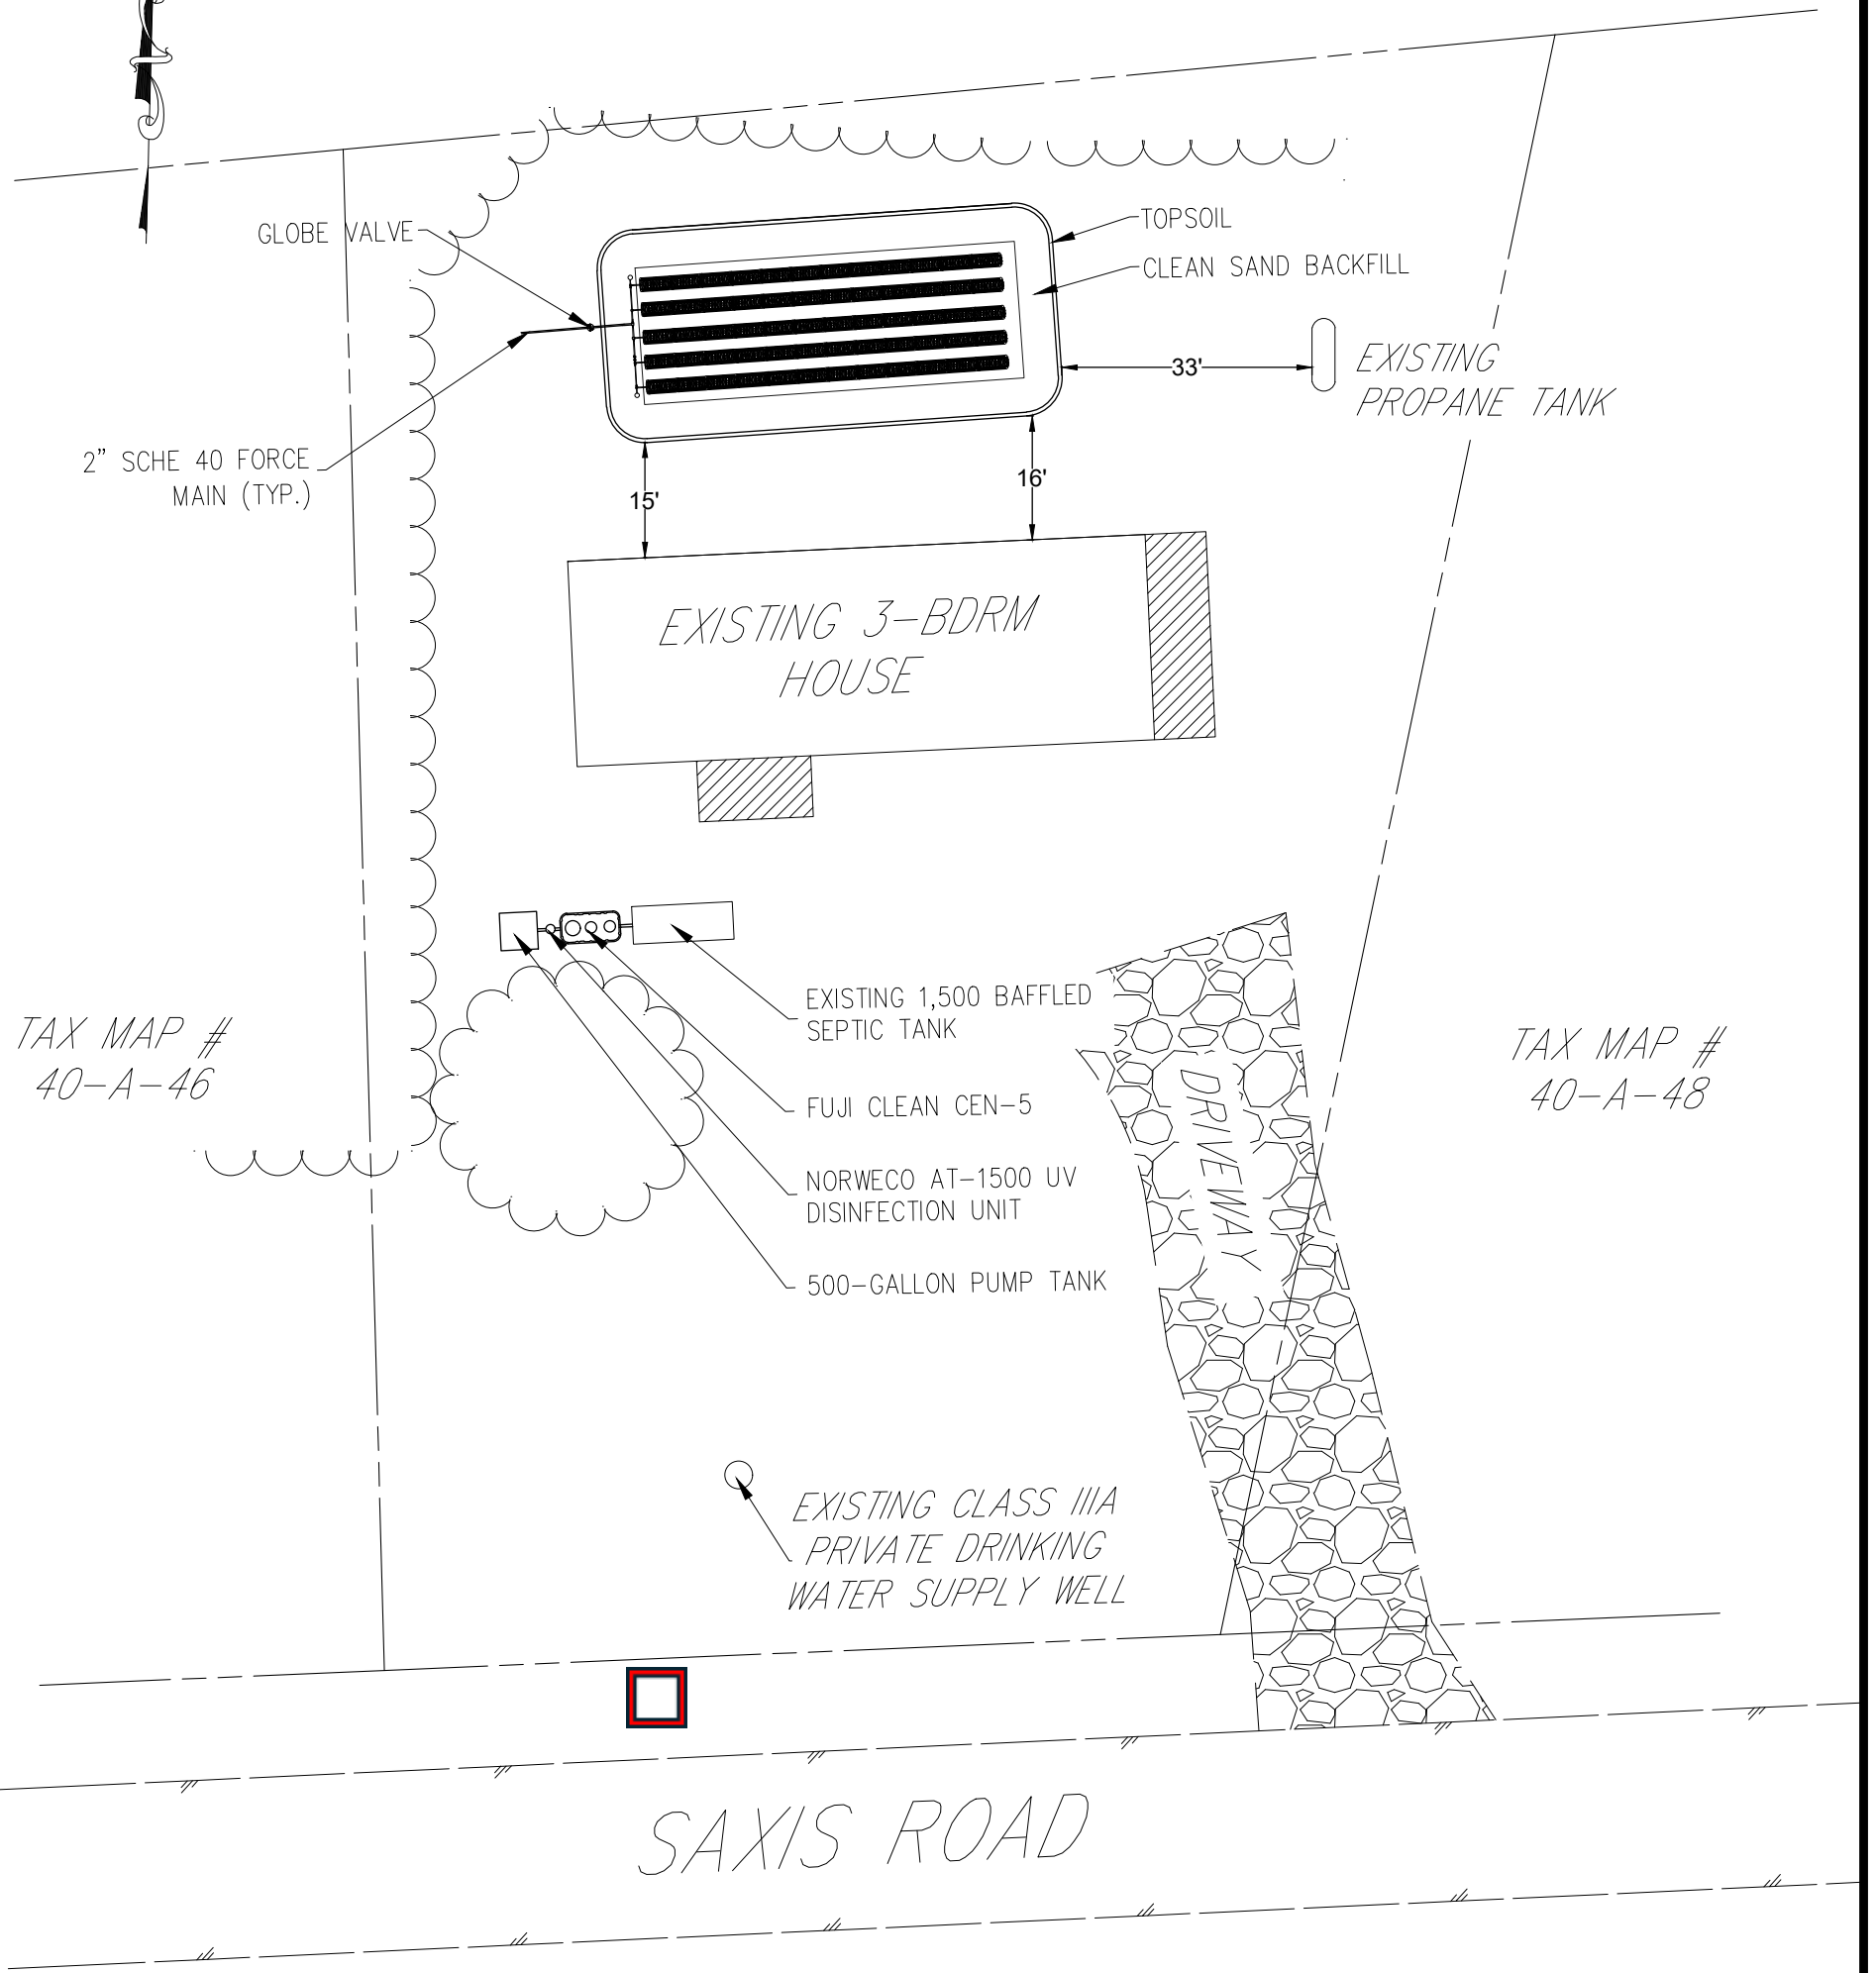 GLOBE VALVE
TOPSOIL
CLEAN SAND BACKFILL
33'
EXISTING
PROPANE TANK
2" SCHE 40 FORCE
MAIN (TYP.)
15'
16'
EXISTING 3-BDRM
HOUSE
EXISTING 1,500 BAFFLED
SEPTIC TANK
TAX MAP #
40-A-46
TAX MAP #
40-A-48
DRIVEWAY
FUJI CLEAN CEN-5
NORWECO AT-1500 UV
DISINFECTION UNIT
500-GALLON PUMP TANK
EXISTING CLASS IIIA
PRIVATE DRINKING
WATER SUPPLY WELL
SAXIS ROAD